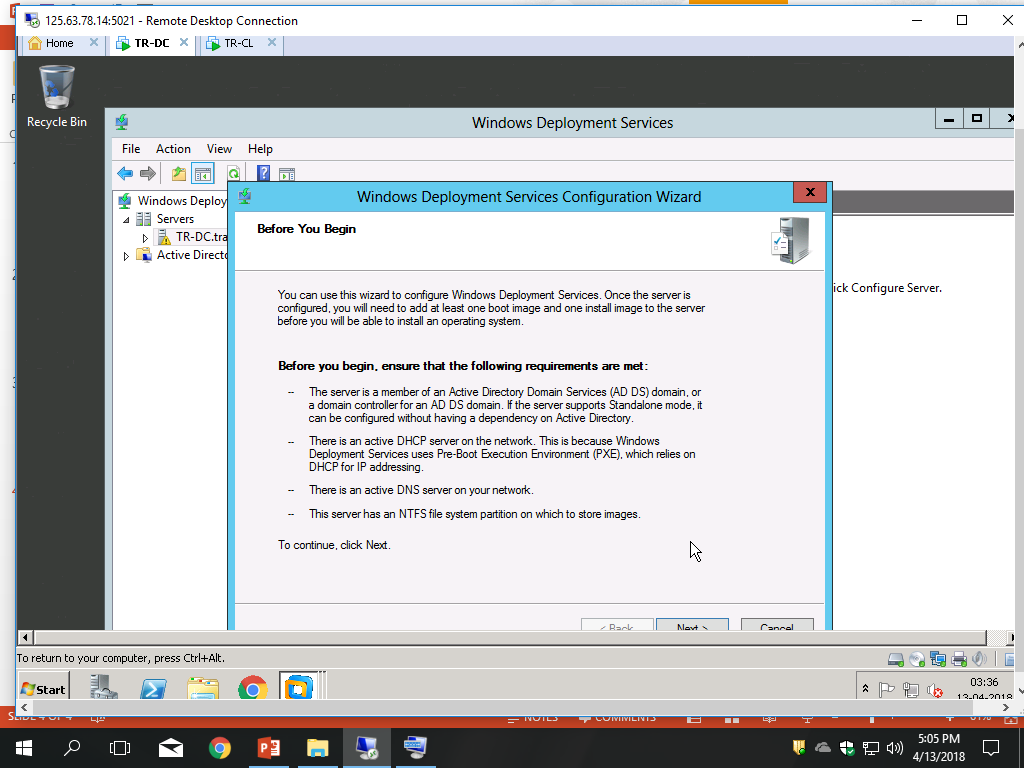 125.63.78.14:5021 - Remote Desktop Connection
Home
TR-DC
TR-CL
Recycle Bin
Windows Deployment Services
File Action View Help
Windows Deploy
Servers
TR-DC.tra
Active Directo
Windows Deployment Services Configuration Wizard
Before You Begin
ick Configure Server.
You can use this wizard to configure Windows Deployment Services. Once the server is
configured, you will need to add at least one boot image and one install image to the server
before you will be able to install an operating system.
Before you begin, ensure that the following requirements are met:
-- The server is a member of an Active Directory Domain Services (AD DS) domain, or
a domain controller for an AD DS domain. If the server supports Standalone mode, it
can be configured without having a dependency on Active Directory.
-- There is an active DHCP server on the network. This is because Windows
Deployment Services uses Pre-Boot Execution Environment (PXE), which relies on
DHCP for IP addressing.
-- There is an active DNS server on your network.
-- This server has an NTFS file system partition on which to store images.
To continue, click Next.
< Back Next > Cancel
To return to your computer, press Ctrl+Alt.
Start
03:36
13-04-2018
SLIDE 4 OF 4
NOTES
COMMENTS
81%
5:05 PM
4/13/2018